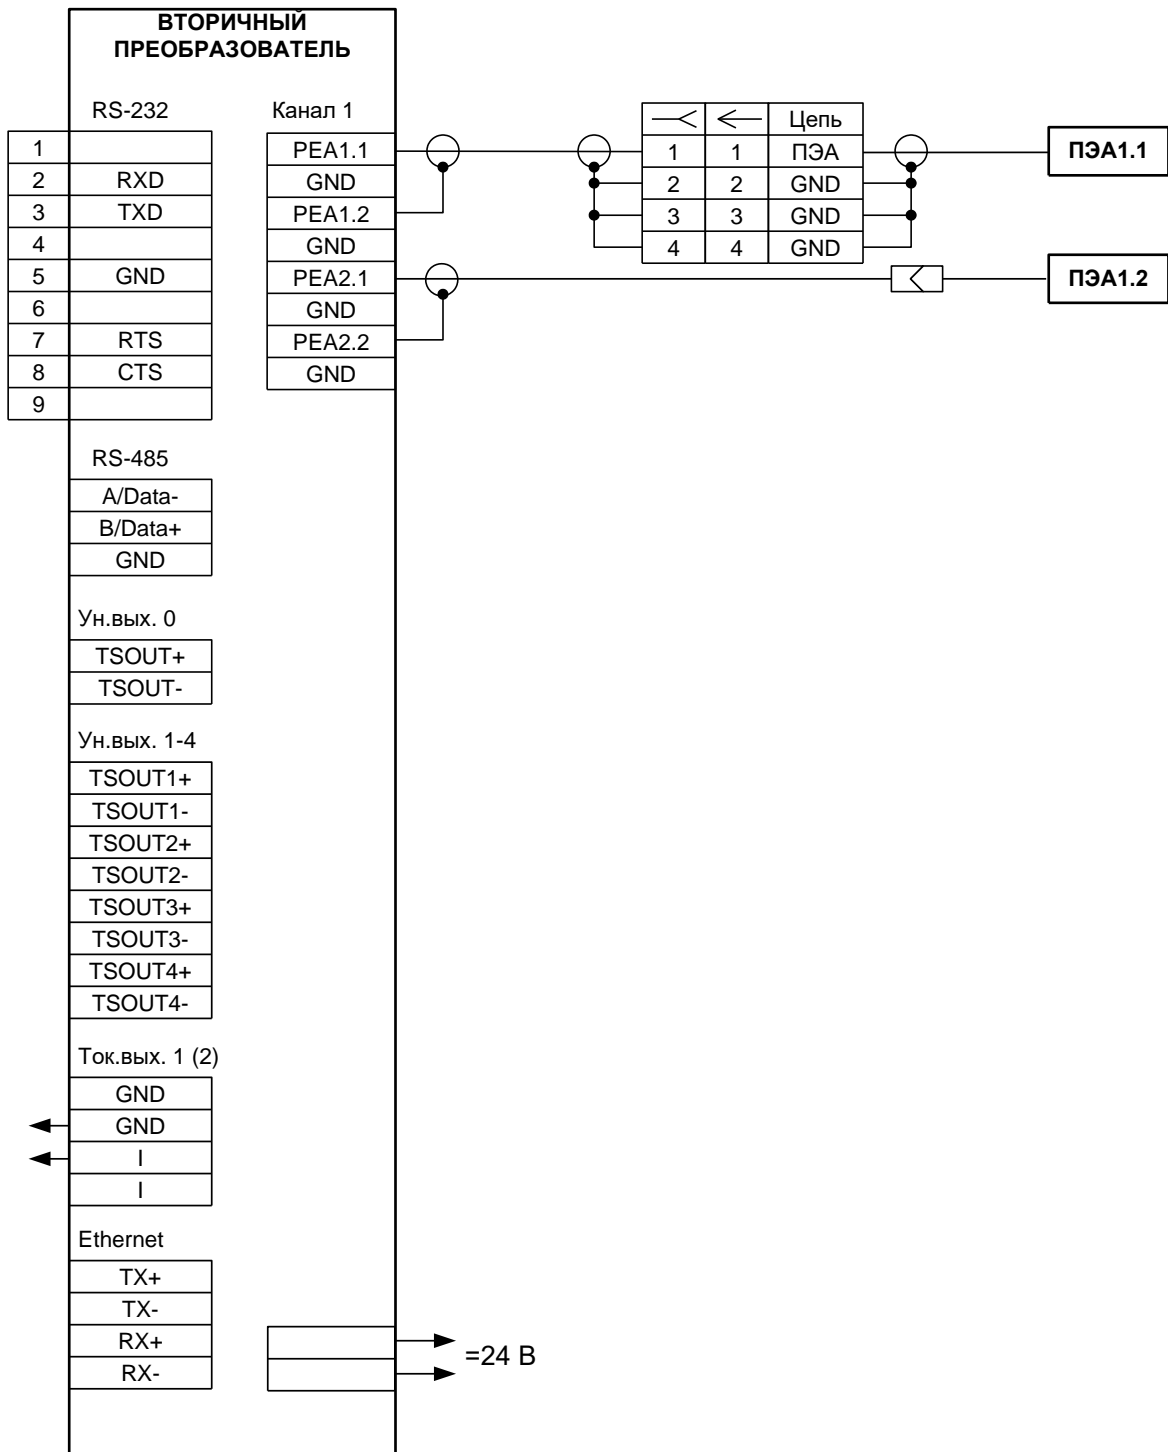 ВТОРИЧНЫЙ
ПРЕОБРАЗОВАТЕЛЬ
RS-232
1
2 RXD
3 TXD
4
5 GND
6
7 RTS
8 CTS
9
Канал 1
PEA1.1
GND
PEA1.2
GND
PEA2.1
GND
PEA2.2
GND
Цепь
1 1 ПЭА
2 2 GND
3 3 GND
4 4 GND
ПЭА1.1
ПЭА1.2
RS-485
A/Data-
B/Data+
GND
Ун.вых. 0
TSOUT+
TSOUT-
Ун.вых. 1-4
TSOUT1+
TSOUT1-
TSOUT2+
TSOUT2-
TSOUT3+
TSOUT3-
TSOUT4+
TSOUT4-
Ток.вых. 1 (2)
GND
GND
I
I
Ethernet
TX+
TX-
RX+
RX-
=24 В